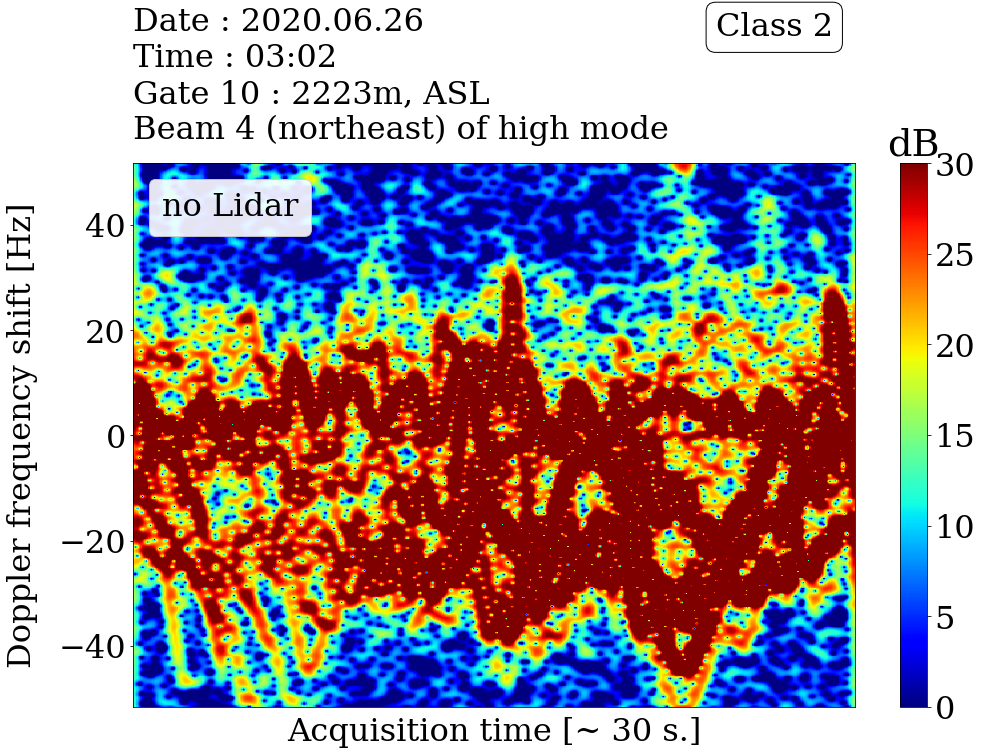 Date : 2020.06.26
Time : 03:02
Gate 10 : 2223m, ASL
Beam 4 (northeast) of high mode
Class 2
dB
no Lidar
Doppler frequency shift [Hz]
40
20
0
−20
−40
Acquisition time [~ 30 s.]
30
25
20
15
10
5
0